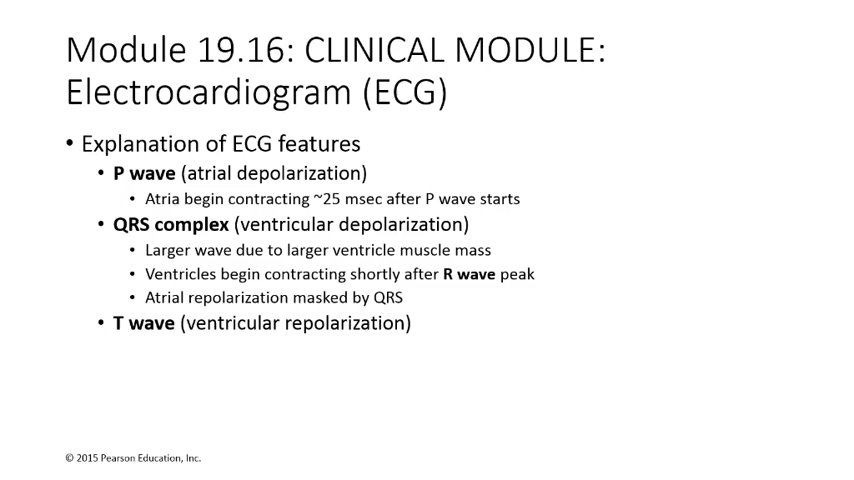 Module 19.16: CLINICAL MODULE:
Electrocardiogram (ECG)
• Explanation of ECG features
• P wave (atrial depolarization)
• Atria begin contracting ~25 msec after P wave starts
• QRS complex (ventricular depolarization)
• Larger wave due to larger ventricle muscle mass
• Ventricles begin contracting shortly after R wave peak
• Atrial repolarization masked by QRS
• T wave (ventricular repolarization)
© 2015 Pearson Education, Inc.